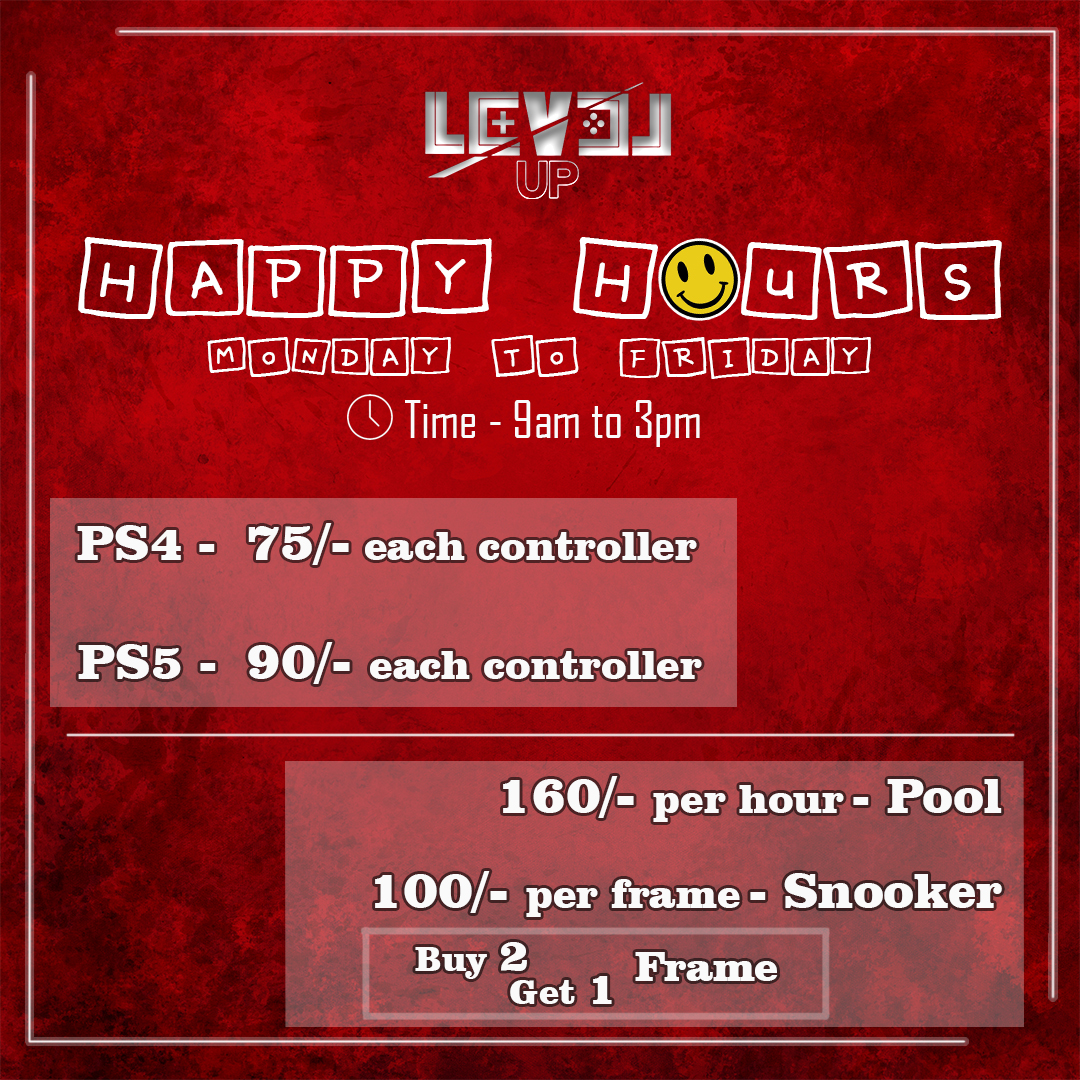 LEVEL
UP
HAPPY HOURS
MONDAY TO FRIDAY
Time - 9am to 3pm
PS4 - 75/- each controller
PS5 - 90/- each controller
160/- per hour - Pool
100/- per frame - Snooker
Buy 2
Get 1
Frame